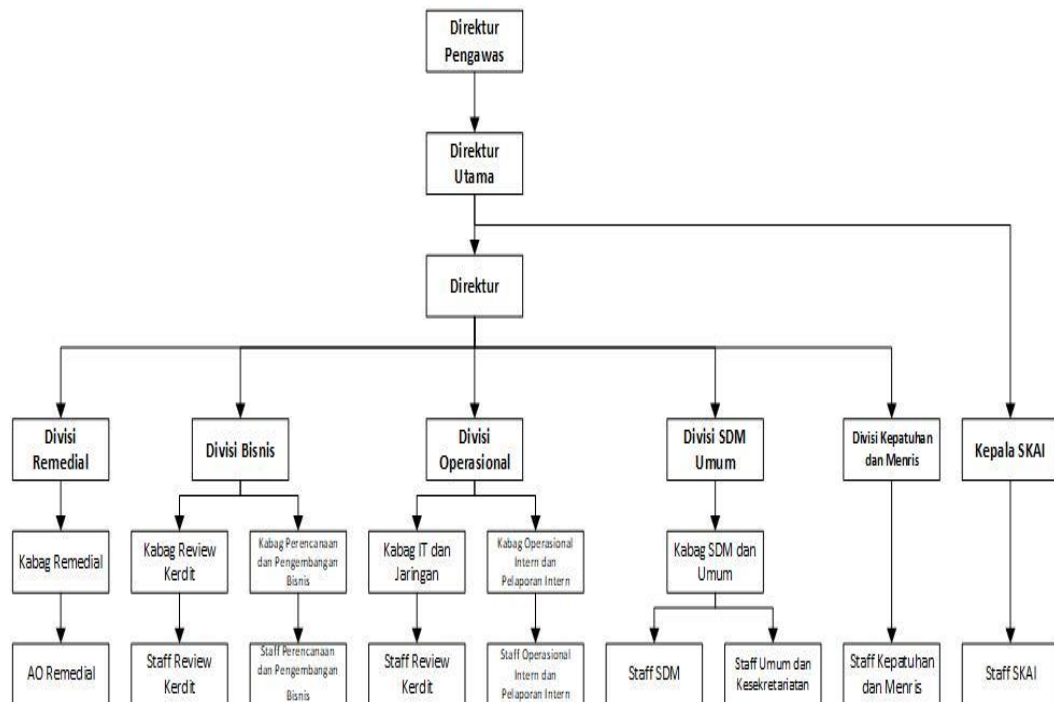 Direktur
Pengawas
Direktur
Utama
Direktur
Divisi
Remedial
Divisi Bisnis
Divisi
Operasional
Divisi SDM
Umum
Divisi Kepatuhan
dan Menris
Kepala SKAI
Kabag Remedial
Kabag Review
Kerdit
Kabag Perencanaan
dan Pengembangan
Bisnis
Kabag IT dan
Jaringan
Kabag Operasional
Intern dan
Pelaporan Intern
Kabag SDM dan
Umum
AO Remedial
Staff Review
Kerdit
Staff Perencanaan
dan Pengembangan
Bisnis
Staff Review
Kerdit
Staff Operasional
Intern dan
Pelaporan Intern
Staff SDM
Staff Umum dan
Kesekretariatan
Staff Kepatuhan
dan Menris
Staff SKAI